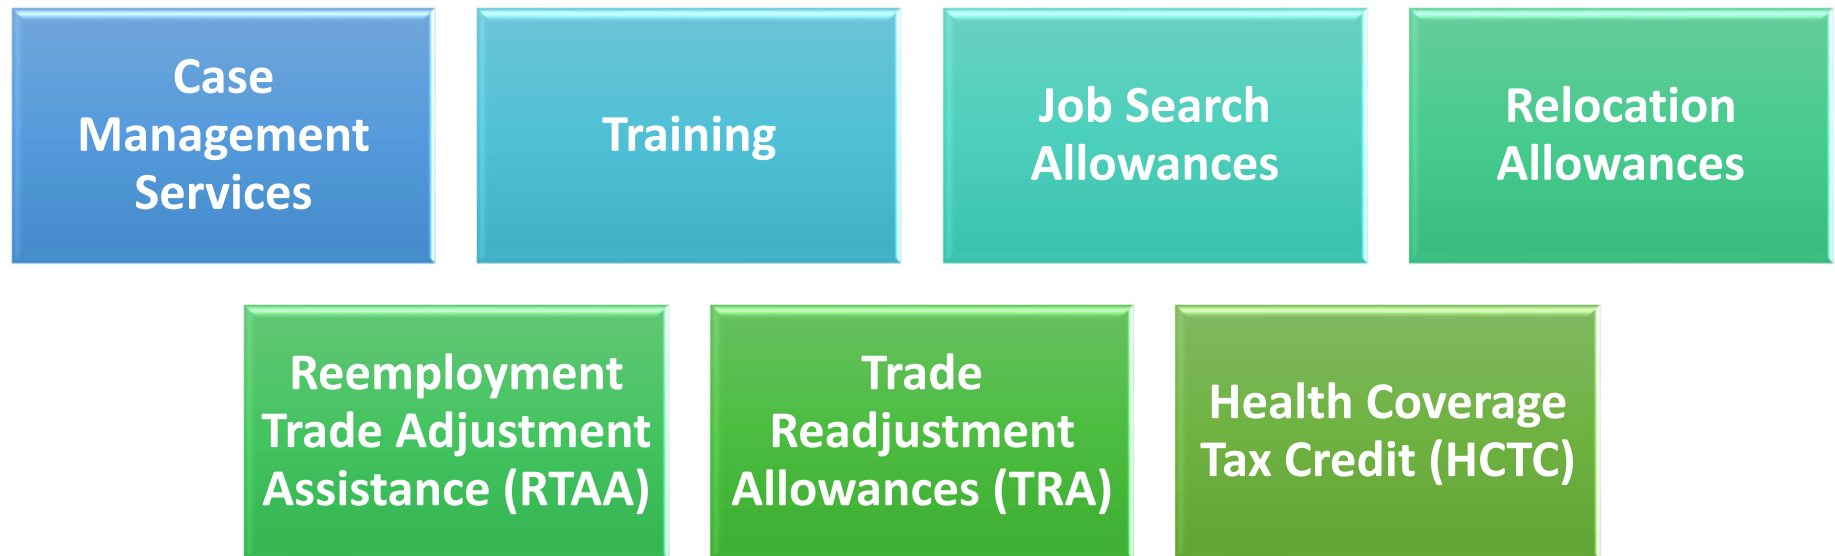 Case
Management
Services
Training
Job Search
Allowances
Relocation
Allowances
Reemployment
Trade Adjustment
Assistance (RTAA)
Trade
Readjustment
Allowances (TRA)
Health Coverage
Tax Credit (HCTC)